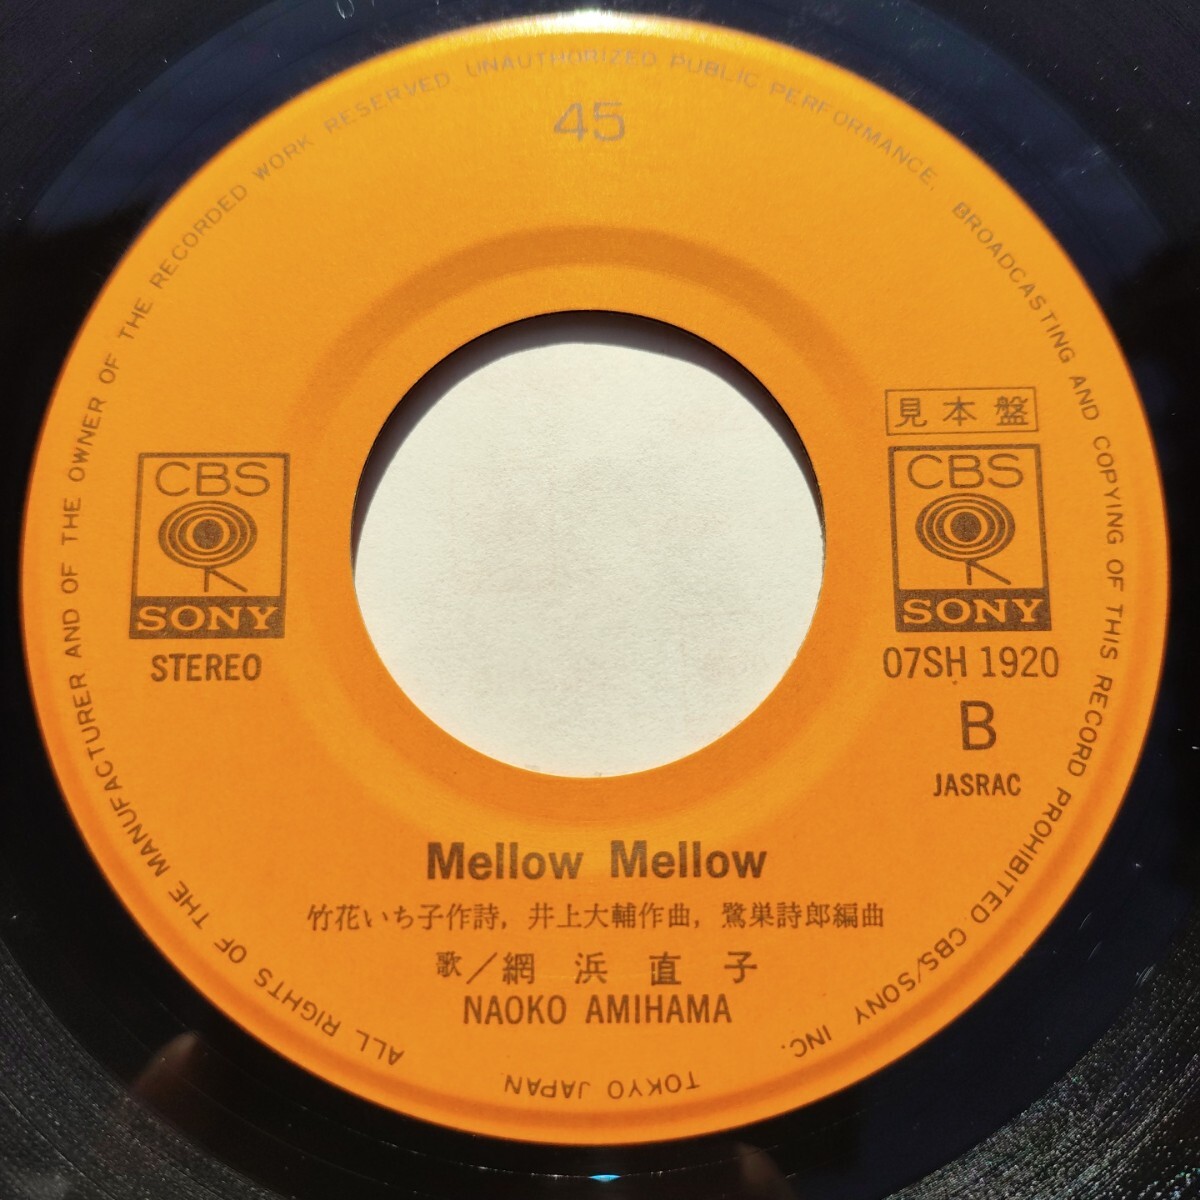 ALL RIGHTS OF THE MANUFACTURER AND OF THE OWNER OF THE RECORDED WORK RESERVED UNAUTHORIZED PUBLIC PERFORMANCE, BROADCASTING AND COPYING OF THIS RECORD PROHIBITED CBS/SONY INC.
TOKYO JAPAN
45
CBS
SONY
STEREO
見本盤
CBS
SONY
07SH 1920
B
JASRAC
Mellow Mellow
竹花いち子作詩, 井上大輔作曲, 鷺巣詩郎編曲
歌/網浜直子
NAOKO AMIHAMA